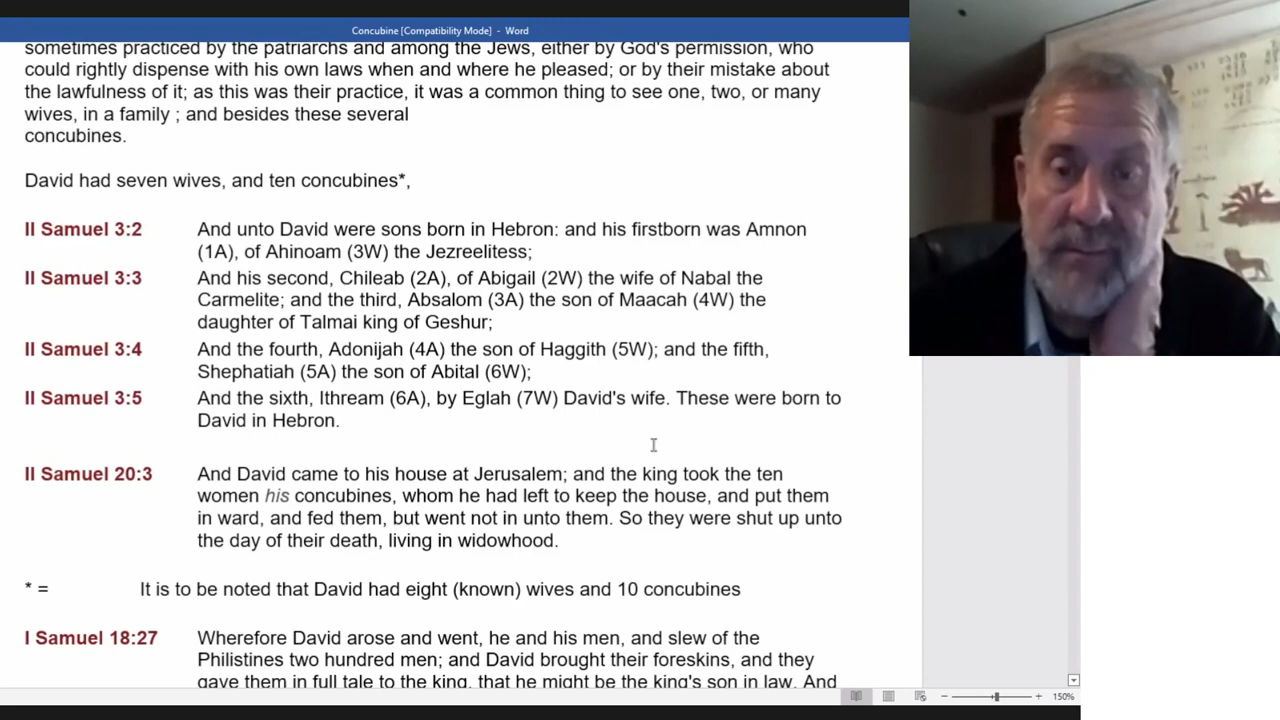 Concubine [Compatibility Mode] - Word
sometimes practiced by the patriarchs and among the Jews, either by God's permission, who
could rightly dispense with his own laws when and where he pleased; or by their mistake about
the lawfulness of it; as this was their practice, it was a common thing to see one, two, or many
wives, in a family ; and besides these several
concubines.
David had seven wives, and ten concubines*,
II Samuel 3:2 And unto David were sons born in Hebron: and his firstborn was Amnon
(1A), of Ahinoam (3W) the Jezreelitess;
II Samuel 3:3 And his second, Chileab (2A), of Abigail (2W) the wife of Nabal the
Carmelite; and the third, Absalom (3A) the son of Maacah (4W) the
daughter of Talmai king of Geshur;
II Samuel 3:4 And the fourth, Adonijah (4A) the son of Haggith (5W); and the fifth,
Shephatiah (5A) the son of Abital (6W);
II Samuel 3:5 And the sixth, Ithream (6A), by Eglah (7W) David's wife. These were born to
David in Hebron.
II Samuel 20:3 And David came to his house at Jerusalem; and the king took the ten
women his concubines, whom he had left to keep the house, and put them
in ward, and fed them, but went not in unto them. So they were shut up unto
the day of their death, living in widowhood.
* = It is to be noted that David had eight (known) wives and 10 concubines
I Samuel 18:27 Wherefore David arose and went, he and his men, and slew of the
Philistines two hundred men; and David brought their foreskins, and they
gave them in full tale to the king, that he might be the king's son in law. And
150%